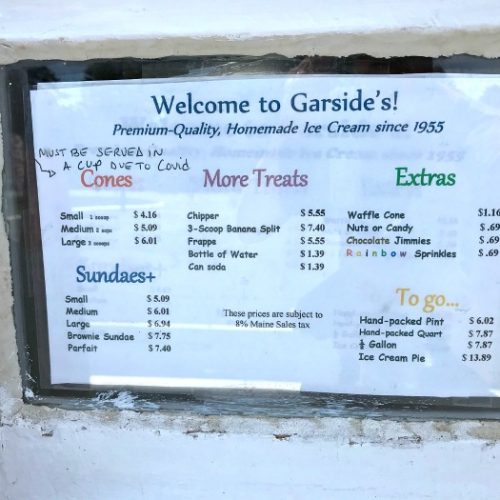 Welcome to Garside's!
Premium-Quality, Homemade Ice Cream since 1955
MUST BE SERVED IN
A CUP DUE TO Covid
Cones
Small 1 scoop $ 4.16
Medium 2 scoops $ 5.09
Large 3 scoops $ 6.01
Sundaes+
Small $ 5.09
Medium $ 6.01
Large $ 6.94
Brownie Sundae $ 7.75
Parfait $ 7.40
More Treats
Chipper $ 5.55
3-Scoop Banana Split $ 7.40
Frappe $ 5.55
Bottle of Water $ 1.39
Can soda $ 1.39
These prices are subject to
8% Maine Sales tax
Extras
Waffle Cone $1.16
Nuts or Candy $ .69
Chocolate Jimmies $ .69
Rainbow Sprinkles $ .69
To go...
Hand-packed Pint $ 6.02
Hand-packed Quart $ 7.87
½ Gallon $ 7.87
Ice Cream Pie $ 13.89